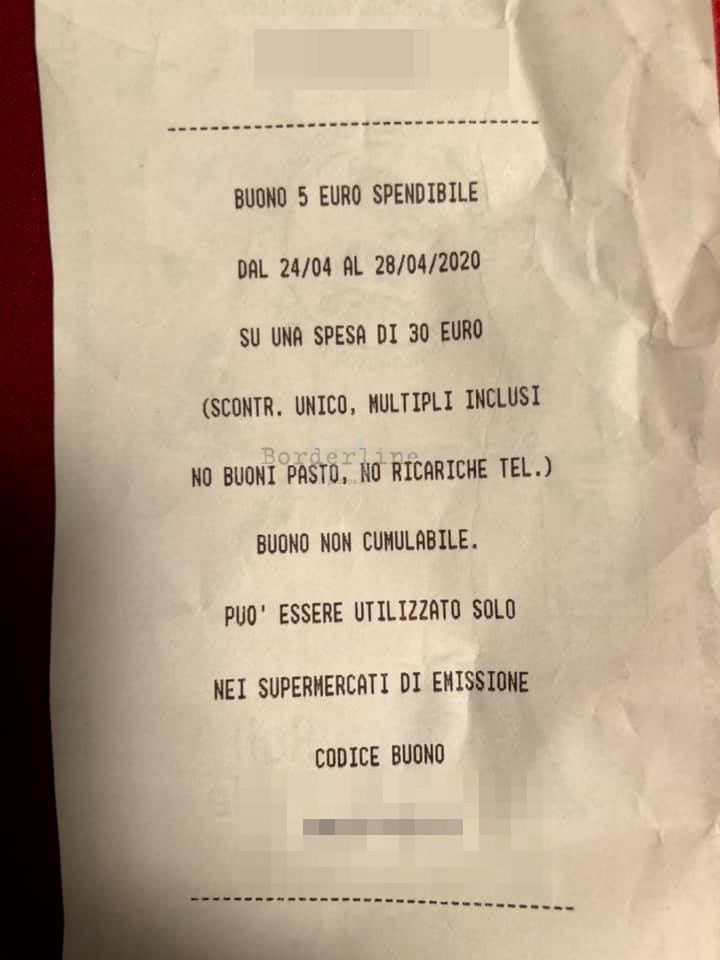 BUONO 5 EURO SPENDIBILE
DAL 24/04 AL 28/04/2020
SU UNA SPESA DI 30 EURO
(SCONTR. UNICO, MULTIPLI INCLUSI
Borderline
NO BUONI PASTO, NO RICARICHE TEL.)
BUONO NON CUMULABILE.
PUO' ESSERE UTILIZZATO SOLO
NEI SUPERMERCATI DI EMISSIONE
CODICE BUONO